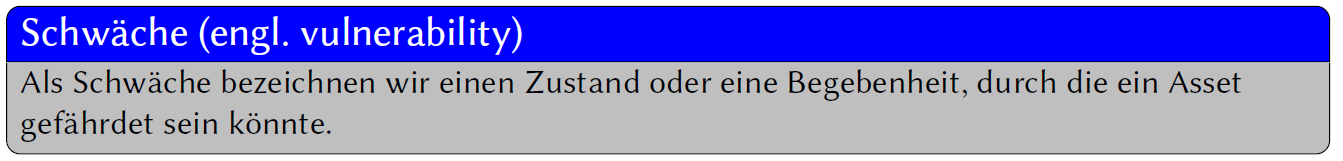 Schwäche (engl. vulnerability)
Als Schwäche bezeichnen wir einen Zustand oder eine Begebenheit, durch die ein Asset
gefährdet sein könnte.